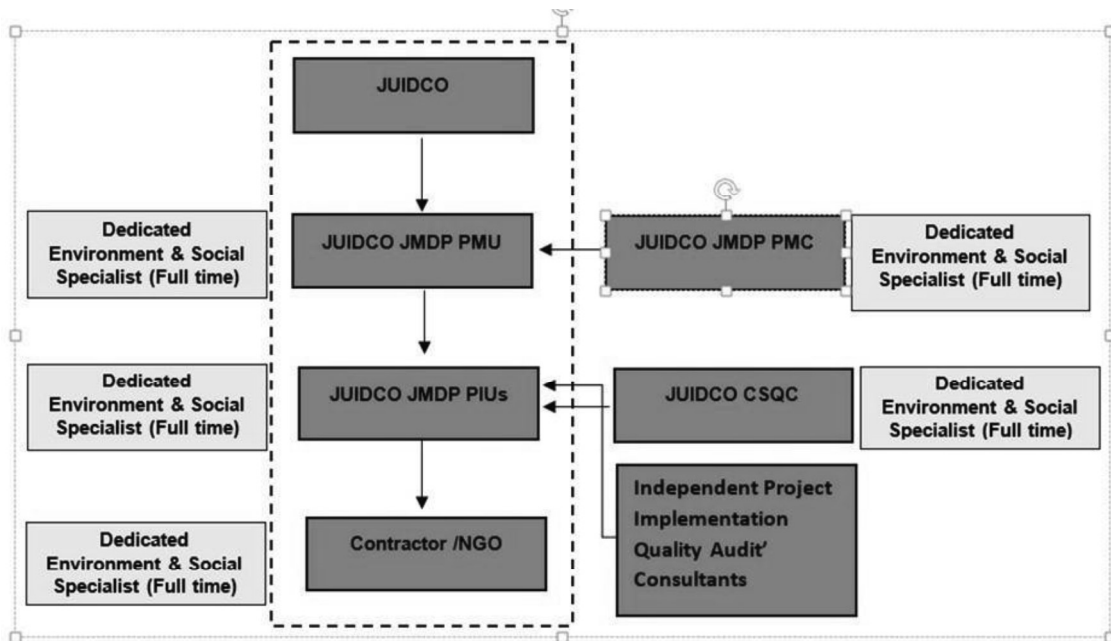 JUIDCO
Dedicated
Environment & Social
Specialist (Full time)
JUIDCO JMDP PMU
JUIDCO JMDP PMC
Dedicated
Environment & Social
Specialist (Full time)
Dedicated
Environment & Social
Specialist (Full time)
JUIDCO JMDP PIUs
JUIDCO CSQC
Dedicated
Environment & Social
Specialist (Full time)
Dedicated
Environment & Social
Specialist (Full time)
Contractor /NGO
Independent Project
Implementation
Quality Audit’
Consultants